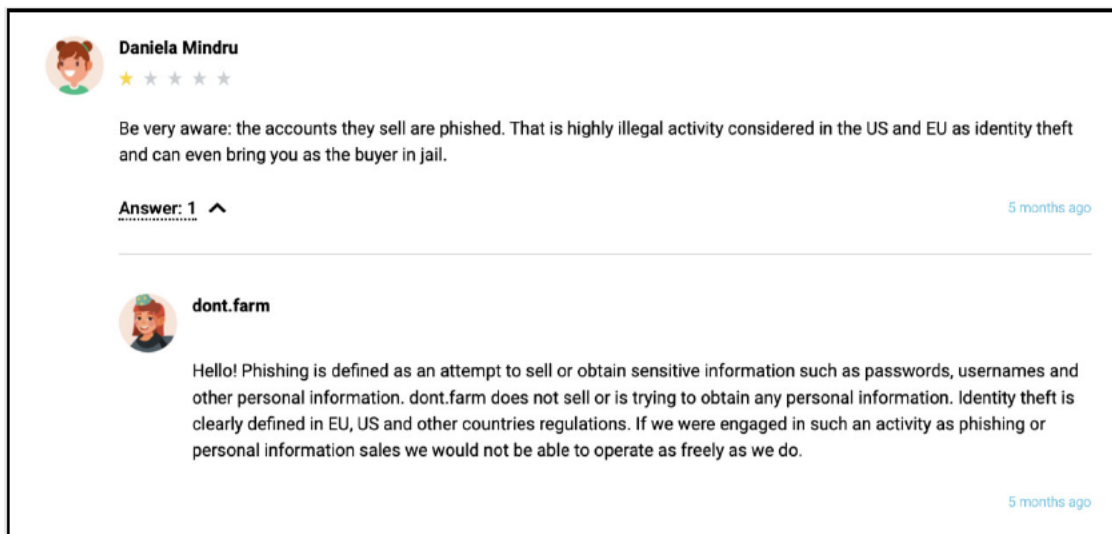 Daniela Mindru
Be very aware: the accounts they sell are phished. That is highly illegal activity considered in the US and EU as identity theft
and can even bring you as the buyer in jail.
Answer: 1
5 months ago
dont.farm
Hello! Phishing is defined as an attempt to sell or obtain sensitive information such as passwords, usernames and
other personal information. dont.farm does not sell or is trying to obtain any personal information. Identity theft is
clearly defined in EU, US and other countries regulations. If we were engaged in such an activity as phishing or
personal information sales we would not be able to operate as freely as we do.
5 months ago